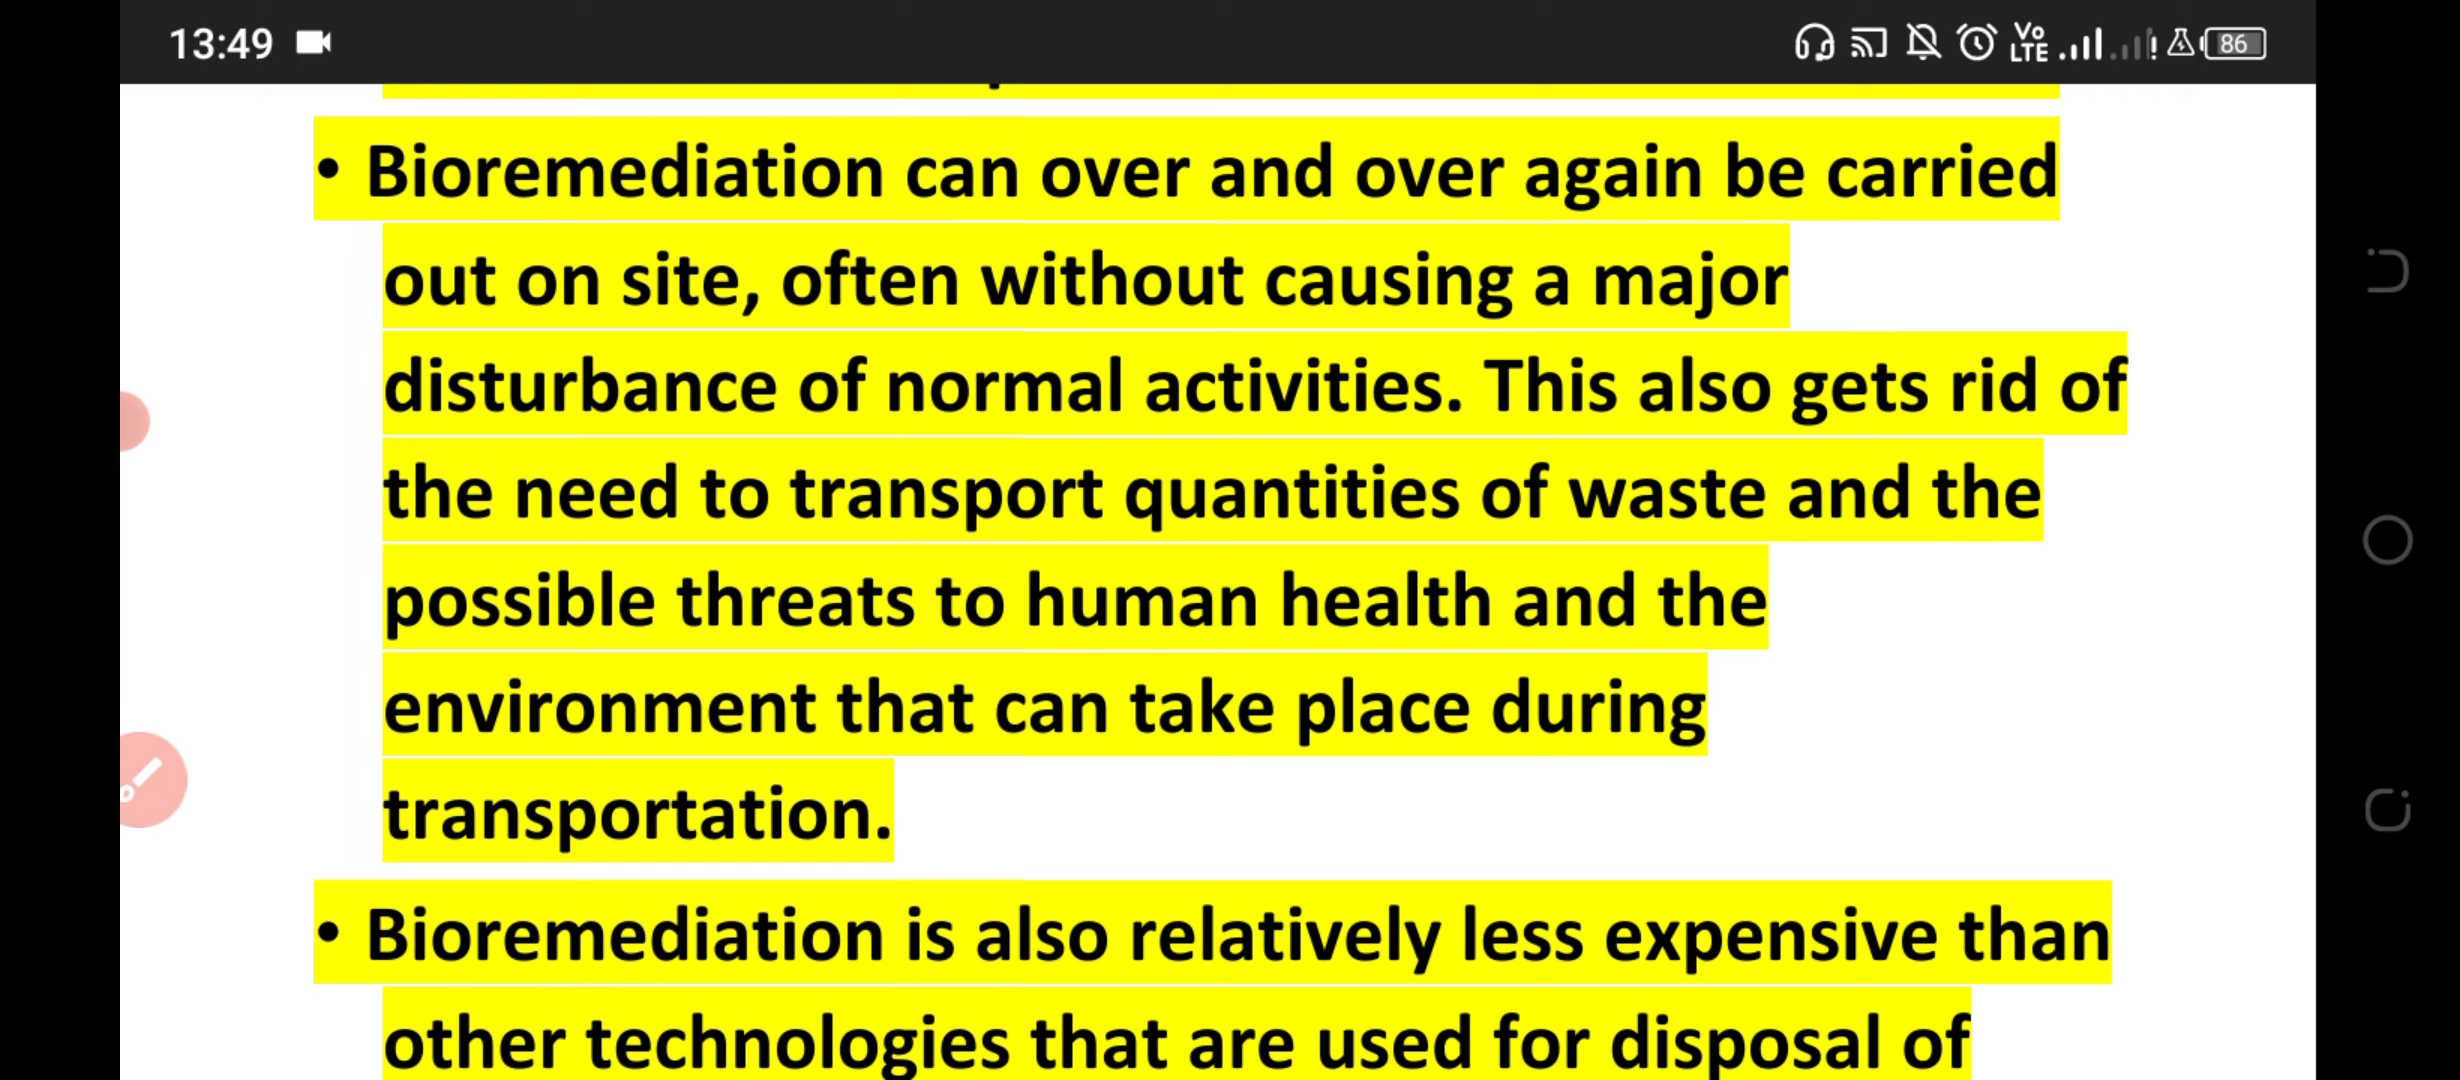 13:49 Vo LTE 86
• Bioremediation can over and over again be carried
out on site, often without causing a major
disturbance of normal activities. This also gets rid of
the need to transport quantities of waste and the
possible threats to human health and the
environment that can take place during
transportation.
• Bioremediation is also relatively less expensive than
other technologies that are used for disposal of